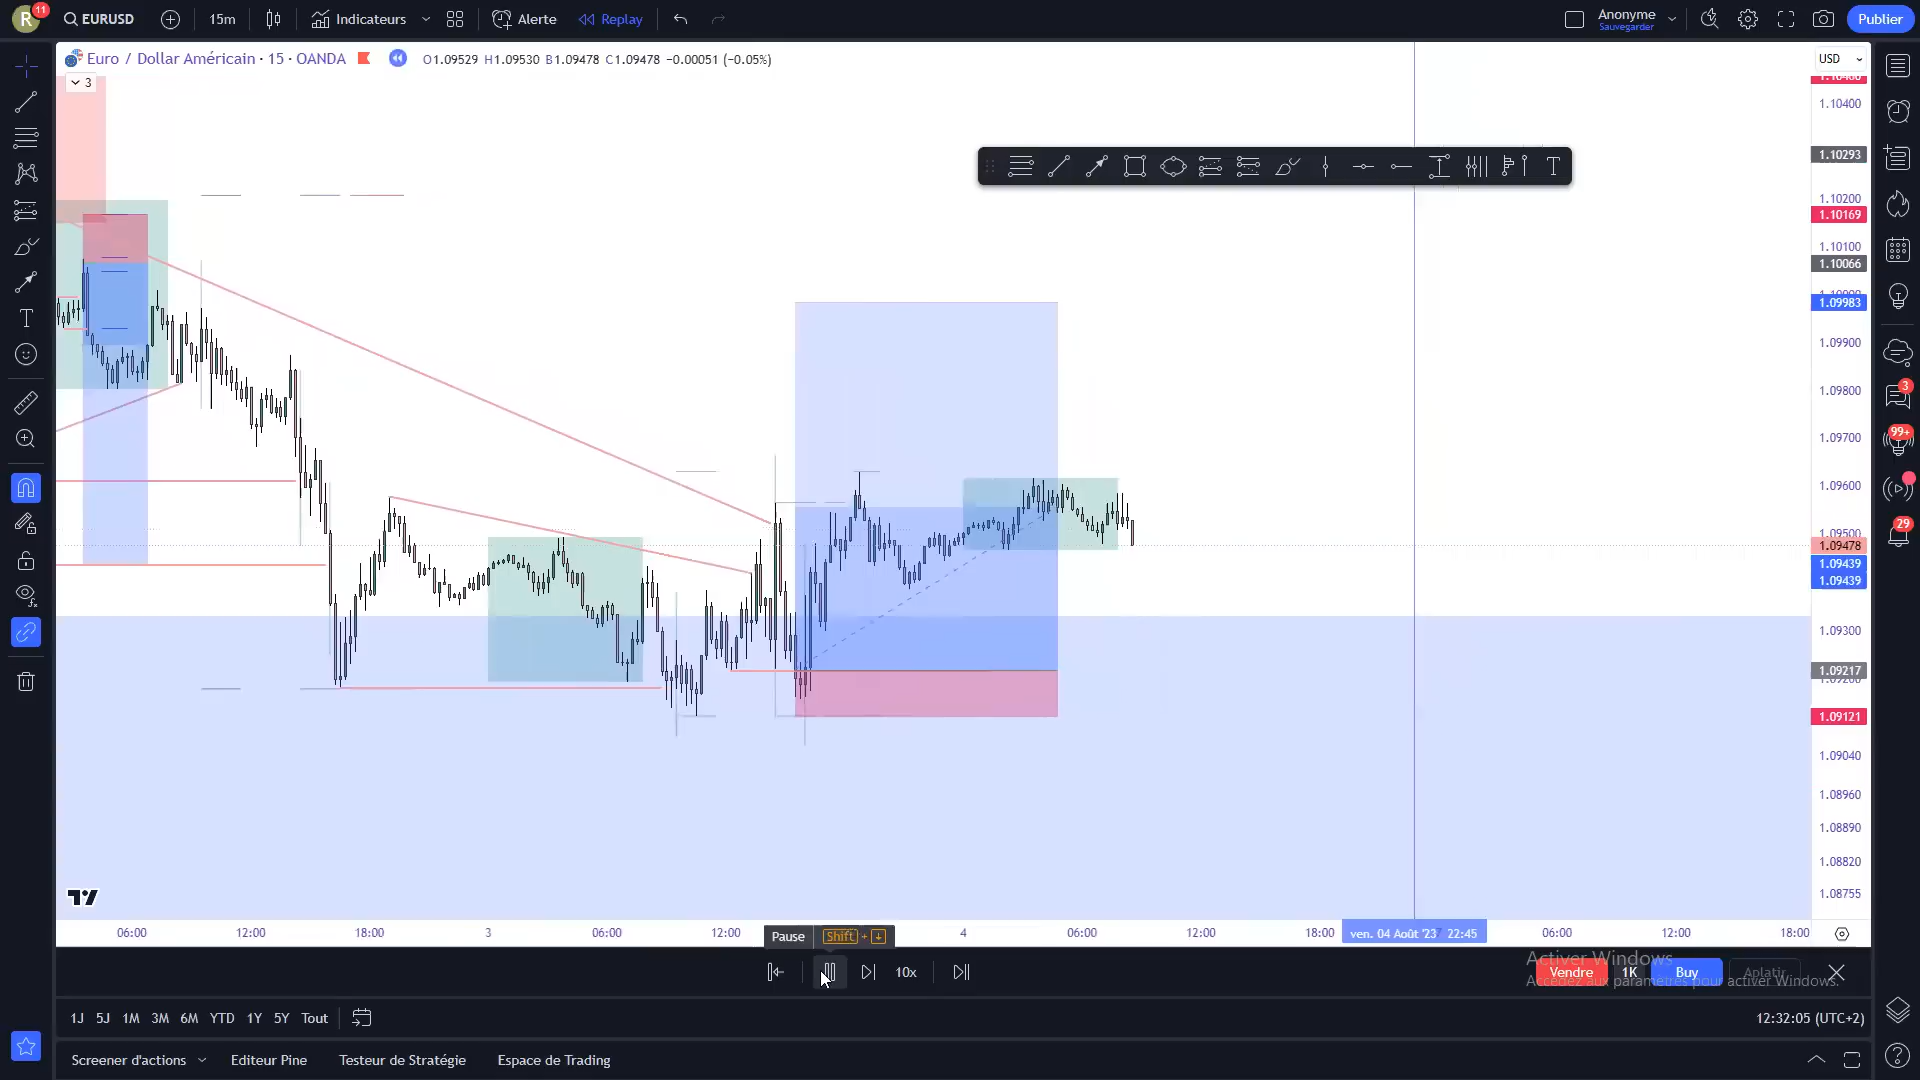 R 11 EURUSD 15m Indicateurs Alerte Replay Anonyme Sauvegarder Publier
Euro / Dollar Américain · 15 · OANDA O1.09529 H1.09530 B1.09478 C1.09478 −0.00051 (−0.05%) USD
3
1.10400
1.10293
1.10200
1.10169
1.10100
1.10066
1.09983
1.09900
1.09800
1.09700
1.09600
1.09500
1.09478
1.09439
1.09439
1.09300
1.09217
1.09121
1.09040
1.08960
1.08890
1.08820
1.08755
3
99+
29
T
T
06:00 12:00 18:00 3 06:00 12:00 4 06:00 12:00 18:00 ven. 04 Août '23 22:45 06:00 12:00 18:00
Pause Shift + ↓
10x Vendre 1K Buy Aplatir
Activer Windows
Accédez aux paramètres pour activer Windows.
1J 5J 1M 3M 6M YTD 1Y 5Y Tout 12:32:05 (UTC+2)
Screener d'actions Editeur Pine Testeur de Stratégie Espace de Trading